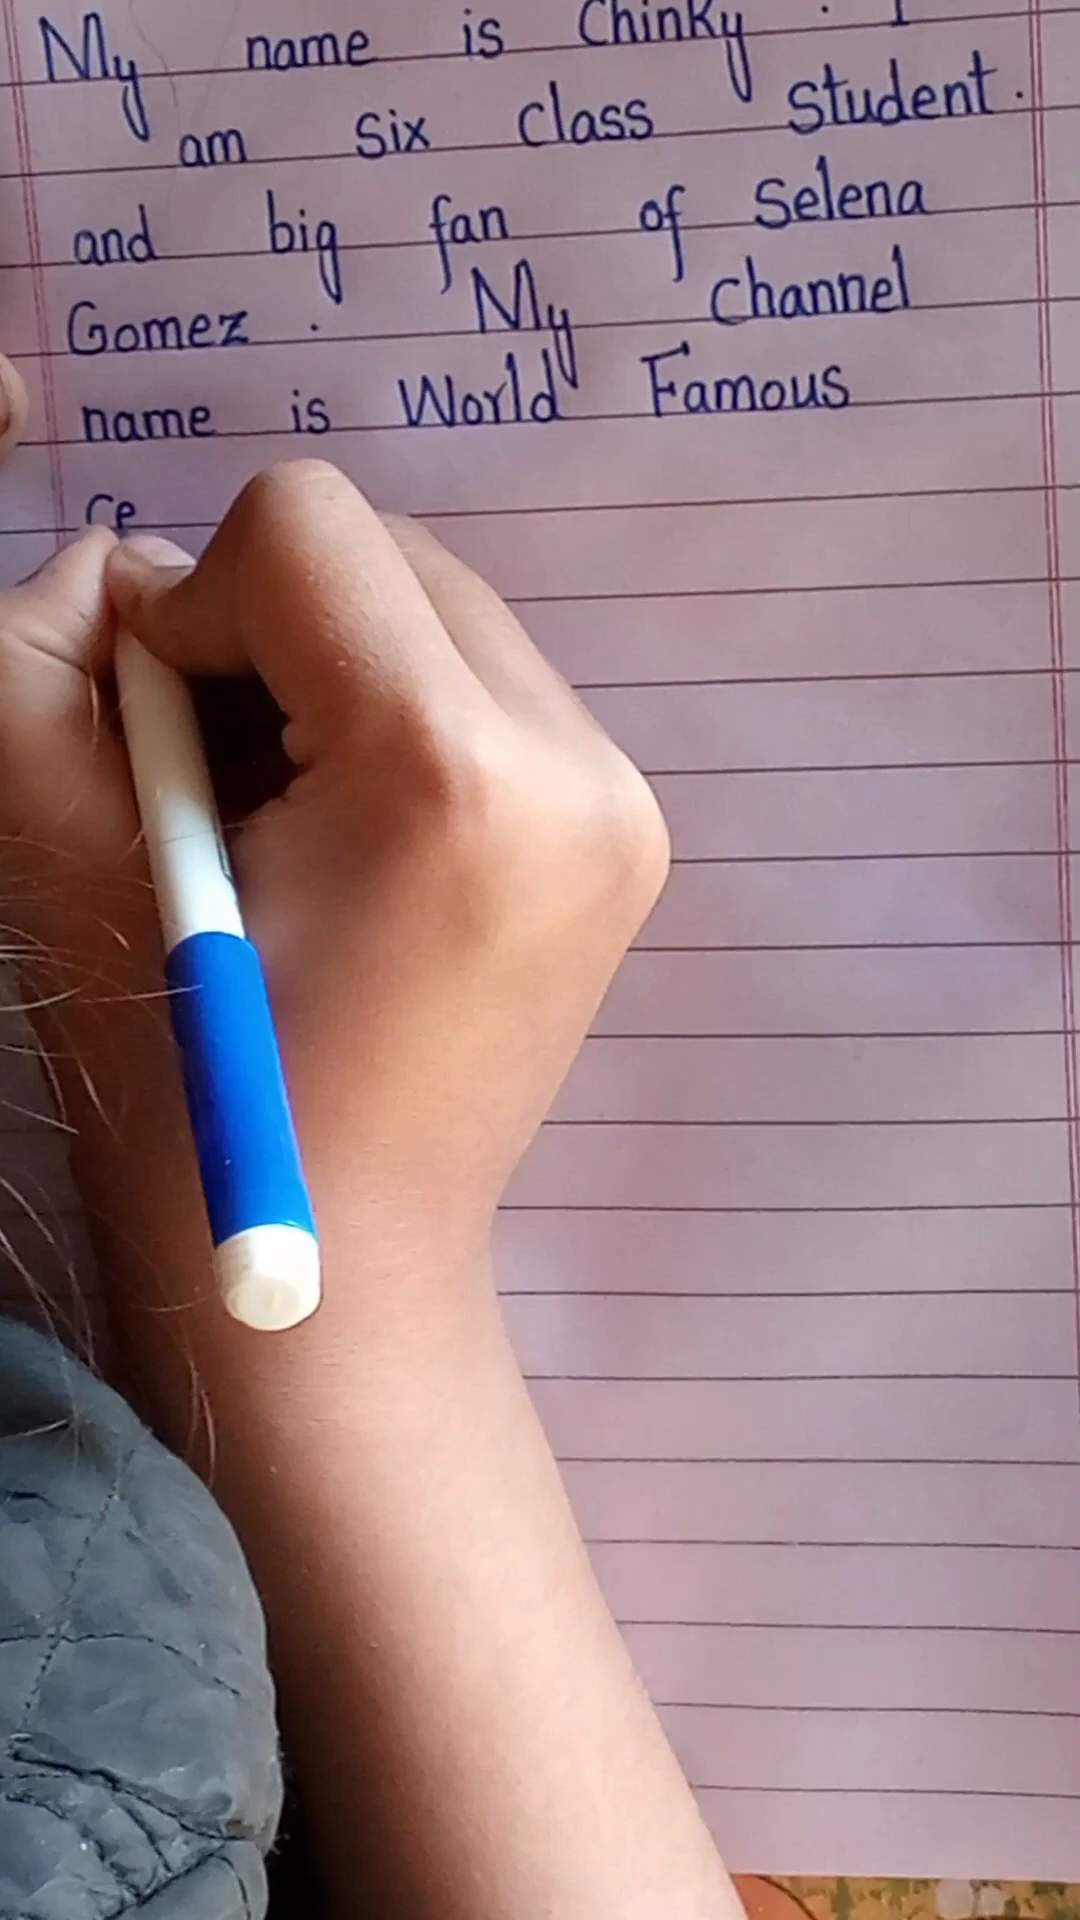 My name is Chinky. I
am six class student.
and big fan of Selena
Gomez. My channel
name is World Famous
ce